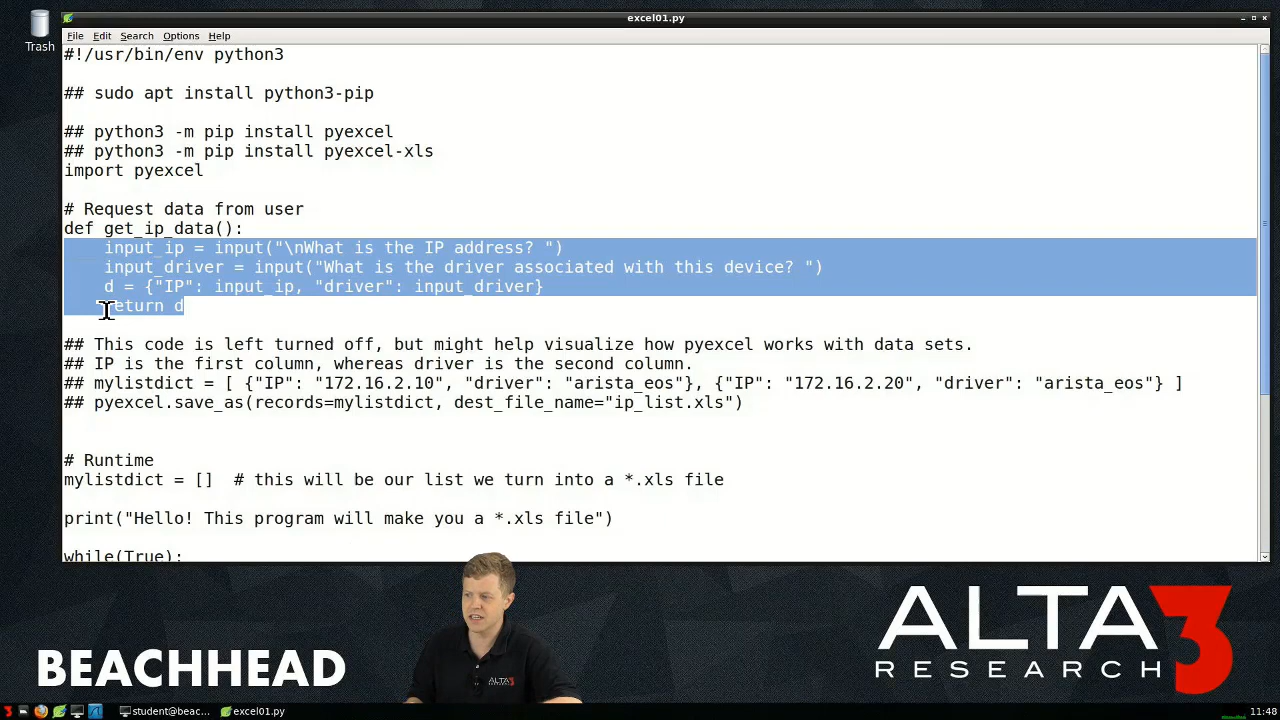 excel01.py
Trash
File Edit Search Options Help
#!/usr/bin/env python3
## sudo apt install python3-pip
## python3 -m pip install pyexcel
## python3 -m pip install pyexcel-xls
import pyexcel
# Request data from user
def get_ip_data():
    input_ip = input("\nWhat is the IP address? ")
    input_driver = input("What is the driver associated with this device? ")
    d = {"IP": input_ip, "driver": input_driver}
    return d
## This code is left turned off, but might help visualize how pyexcel works with data sets.
## IP is the first column, whereas driver is the second column.
## mylistdict = [ {"IP": "172.16.2.10", "driver": "arista_eos"}, {"IP": "172.16.2.20", "driver": "arista_eos"} ]
## pyexcel.save_as(records=mylistdict, dest_file_name="ip_list.xls")
# Runtime
mylistdict = []  # this will be our list we turn into a *.xls file
print("Hello! This program will make you a *.xls file")
while(True):
BEACHHEAD
ALTA3
RESEARCH
ALTA3
student@beac...
excel01.py
11:48